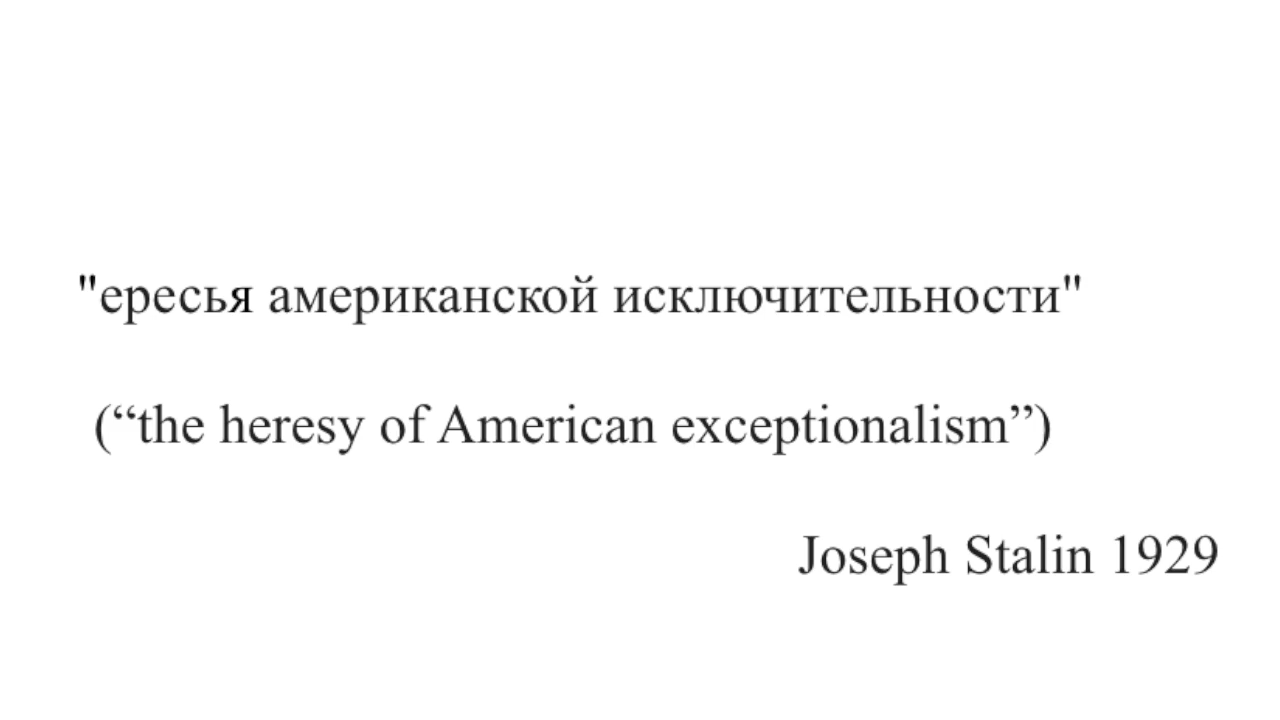 "ересья американской исключительности"
(“the heresy of American exceptionalism”)
Joseph Stalin 1929